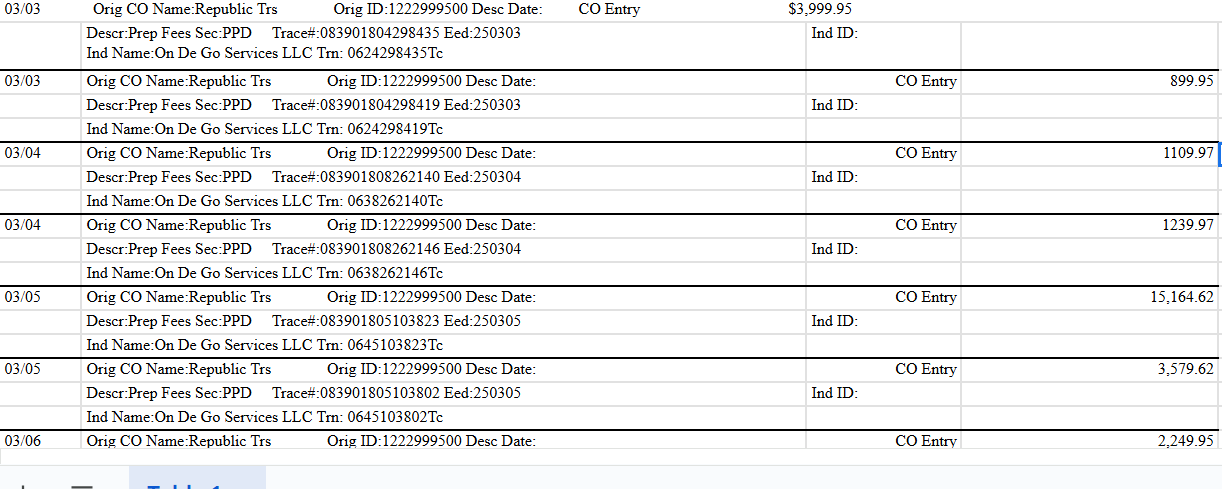 03/03 Orig CO Name:Republic Trs Orig ID:1222999500 Desc Date: CO Entry $3,999.95
Descr:Prep Fees Sec:PPD Trace#:083901804298435 Eed:250303 Ind ID:
Ind Name:On De Go Services LLC Trn: 0624298435Tc
03/03 Orig CO Name:Republic Trs Orig ID:1222999500 Desc Date: CO Entry 899.95
Descr:Prep Fees Sec:PPD Trace#:083901804298419 Eed:250303 Ind ID:
Ind Name:On De Go Services LLC Trn: 0624298419Tc
03/04 Orig CO Name:Republic Trs Orig ID:1222999500 Desc Date: CO Entry 1109.97
Descr:Prep Fees Sec:PPD Trace#:083901808262140 Eed:250304 Ind ID:
Ind Name:On De Go Services LLC Trn: 0638262140Tc
03/04 Orig CO Name:Republic Trs Orig ID:1222999500 Desc Date: CO Entry 1239.97
Descr:Prep Fees Sec:PPD Trace#:083901808262146 Eed:250304 Ind ID:
Ind Name:On De Go Services LLC Trn: 0638262146Tc
03/05 Orig CO Name:Republic Trs Orig ID:1222999500 Desc Date: CO Entry 15,164.62
Descr:Prep Fees Sec:PPD Trace#:083901805103823 Eed:250305 Ind ID:
Ind Name:On De Go Services LLC Trn: 0645103823Tc
03/05 Orig CO Name:Republic Trs Orig ID:1222999500 Desc Date: CO Entry 3,579.62
Descr:Prep Fees Sec:PPD Trace#:083901805103802 Eed:250305 Ind ID:
Ind Name:On De Go Services LLC Trn: 0645103802Tc
03/06 Orig CO Name:Republic Trs Orig ID:1222999500 Desc Date: CO Entry 2,249.95